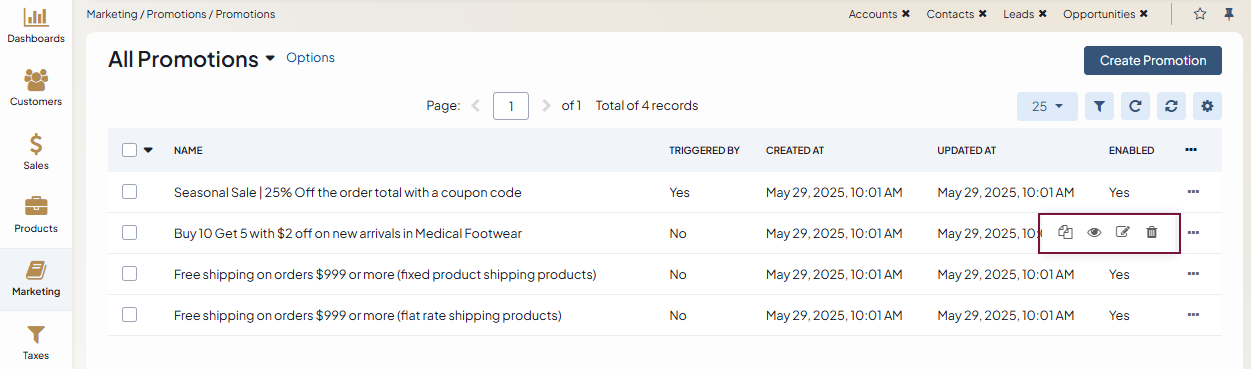 Dashboards
Customers
Sales
Products
Marketing
Taxes
Marketing / Promotions / Promotions
Accounts ✖ Contacts ✖ Leads ✖ Opportunities ✖
All Promotions Options
Create Promotion
Page: 1 of 1 Total of 4 records
25
NAME TRIGGERED BY CREATED AT UPDATED AT ENABLED
Seasonal Sale | 25% Off the order total with a coupon code Yes May 29, 2025, 10:01 AM May 29, 2025, 10:01 AM Yes
Buy 10 Get 5 with $2 off on new arrivals in Medical Footwear No May 29, 2025, 10:01 AM May 29, 2025, 10:0
Free shipping on orders $999 or more (fixed product shipping products) No May 29, 2025, 10:01 AM May 29, 2025, 10:01 AM Yes
Free shipping on orders $999 or more (flat rate shipping products) No May 29, 2025, 10:01 AM May 29, 2025, 10:01 AM Yes